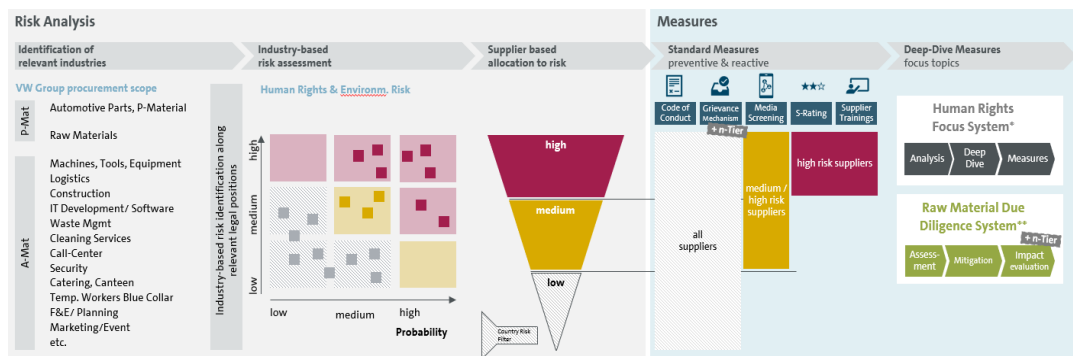 Risk Analysis
Measures
Identification of
relevant industries
Industry-based
risk assessment
Supplier based
allocation to risk
Standard Measures
preventive & reactive
Deep-Dive Measures
focus topics
VW Group procurement scope
P-Mat
Automotive Parts, P-Material
Raw Materials
A-Mat
Machines, Tools, Equipment
Logistics
Construction
IT Development/ Software
Waste Mgmt
Cleaning Services
Call-Center
Security
Catering, Canteen
Temp. Workers Blue Collar
F&E/ Planning
Marketing/Event
etc.
Industry-based risk identification along
relevant legal positions
Human Rights & Environm. Risk
high
medium
low
low
medium
high
Probability
high
medium
low
Country Risk
Filter
Code of
Conduct
Grievance
Mechanism
+ n-Tier
Media
Screening
S-Rating
Supplier
Trainings
all
suppliers
medium /
high risk
suppliers
high risk suppliers
Human Rights
Focus System*
Analysis
Deep
Dive
Measures
Raw Material Due
Diligence System**
+ n-Tier
Assess-
ment
Mitigation
Impact
evaluation